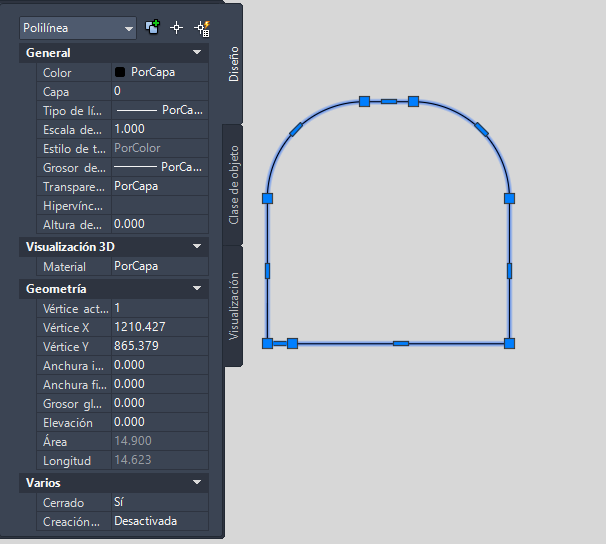 Polilínea
General
Color PorCapa
Capa 0
Tipo de lí... PorCa...
Escala de... 1.000
Estilo de t... PorColor
Grosor de... PorCa...
Transpare... PorCapa
Hipervínc...
Altura de... 0.000
Visualización 3D
Material PorCapa
Geometría
Vértice act... 1
Vértice X 1210.427
Vértice Y 865.379
Anchura i... 0.000
Anchura fi... 0.000
Grosor gl... 0.000
Elevación 0.000
Área 14.900
Longitud 14.623
Varios
Cerrado Sí
Creación... Desactivada
Diseño
Clase de objeto
Visualización